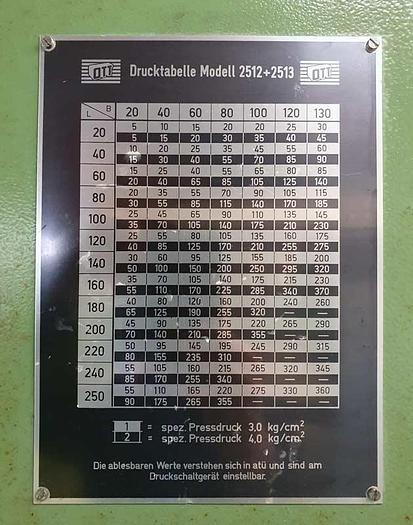 OTT Drucktabelle Modell 2512+2513 OTT
L B 20 40 60 80 100 120 130
20 5 10 15 20 20 25 30
5 15 20 30 35 40 45
40 10 20 25 35 45 55 60
15 30 40 55 70 85 90
60 15 25 40 55 65 80 85
20 40 65 85 105 125 140
80 20 35 55 70 90 105 115
30 55 85 115 140 170 185
100 25 45 65 90 110 135 145
35 70 105 140 175 210 230
120 25 55 80 105 135 160 175
40 85 125 170 210 255 275
140 30 60 95 125 155 185 200
50 100 150 200 250 295 320
160 35 70 105 140 175 215 230
55 110 170 225 285 340 370
180 40 80 120 160 200 240 260
65 125 190 255 320 — —
200 45 90 135 175 220 265 290
70 140 210 285 355 — —
220 50 95 145 195 245 290 315
80 155 235 310 — — —
240 55 105 160 215 265 320 345
85 170 255 340 — — —
250 55 110 165 220 275 330 360
90 175 265 355 — — —
1 = spez. Pressdruck 3,0 kg/cm²
2 = spez. Pressdruck 4,0 kg/cm²
Die ablesbaren Werte verstehen sich in atü und sind am
Druckschaltgerät einstellbar.